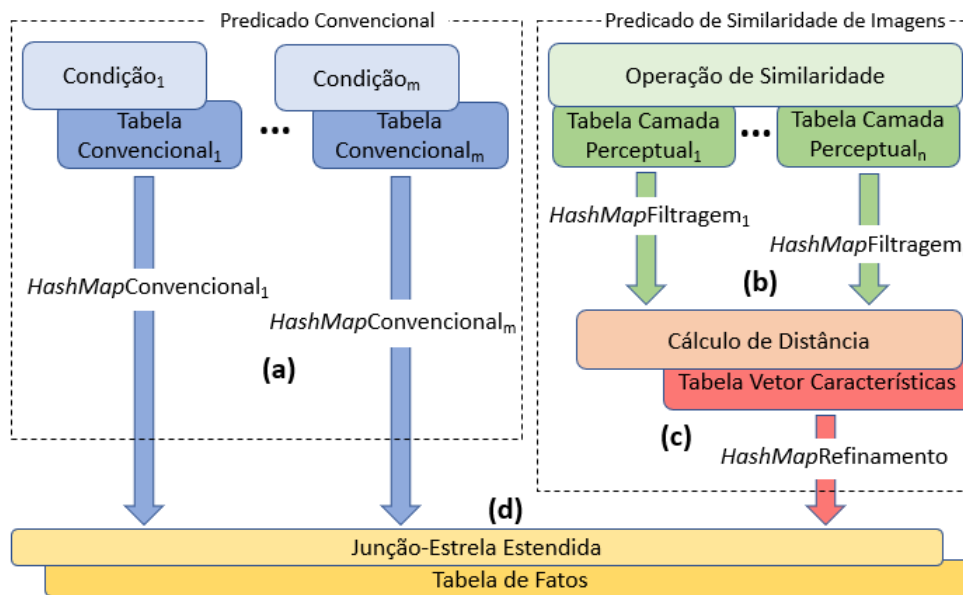 Predicado Convencional
Condição₁
Condiçãoₘ
Tabela
Convencional₁
...
Tabela
Convencionalₘ
HashMapConvencional₁
HashMapConvencionalₘ
(a)
Predicado de Similaridade de Imagens
Operação de Similaridade
Tabela Camada
Perceptual₁
...
Tabela Camada
Perceptualₙ
HashMapFiltragem₁
HashMapFiltragem
(b)
Cálculo de Distância
Tabela Vetor Características
(c)
HashMapRefinamento
(d)
Junção-Estrela Estendida
Tabela de Fatos